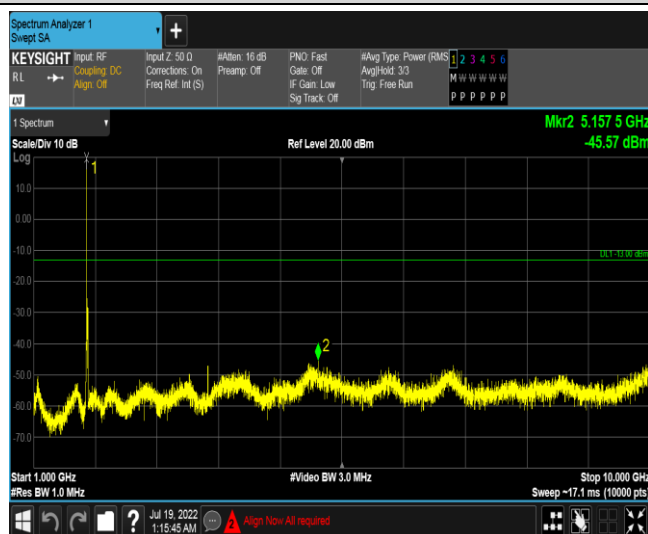 Spectrum Analyzer 1
Swept SA
+
KEYSIGHT Input: RF Input Z: 50 Ω #Atten: 16 dB PNO: Fast #Avg Type: Power (RMS 1 2 3 4 5 6
RL Coupling: DC Corrections: On Preamp: Off Gate: Off Avg|Hold: 3/3 M W W W W W
Align: Off Freq Ref: Int (S) IF Gain: Low Trig: Free Run
Sig Track: Off P P P P P P
LXI
1 Spectrum Mkr2 5.157 5 GHz
Scale/Div 10 dB Ref Level 20.00 dBm -45.57 dBm
Log
1
10.0
0.00
-10.0
DL1 -13.00 dBm
-20.0
-30.0
-40.0
2
-50.0
-60.0
-70.0
Start 1.000 GHz #Video BW 3.0 MHz Stop 10.000 GHz
#Res BW 1.0 MHz Sweep ~17.1 ms (10000 pts)
? Jul 19, 2022 2 Align Now All required
1:15:45 AM